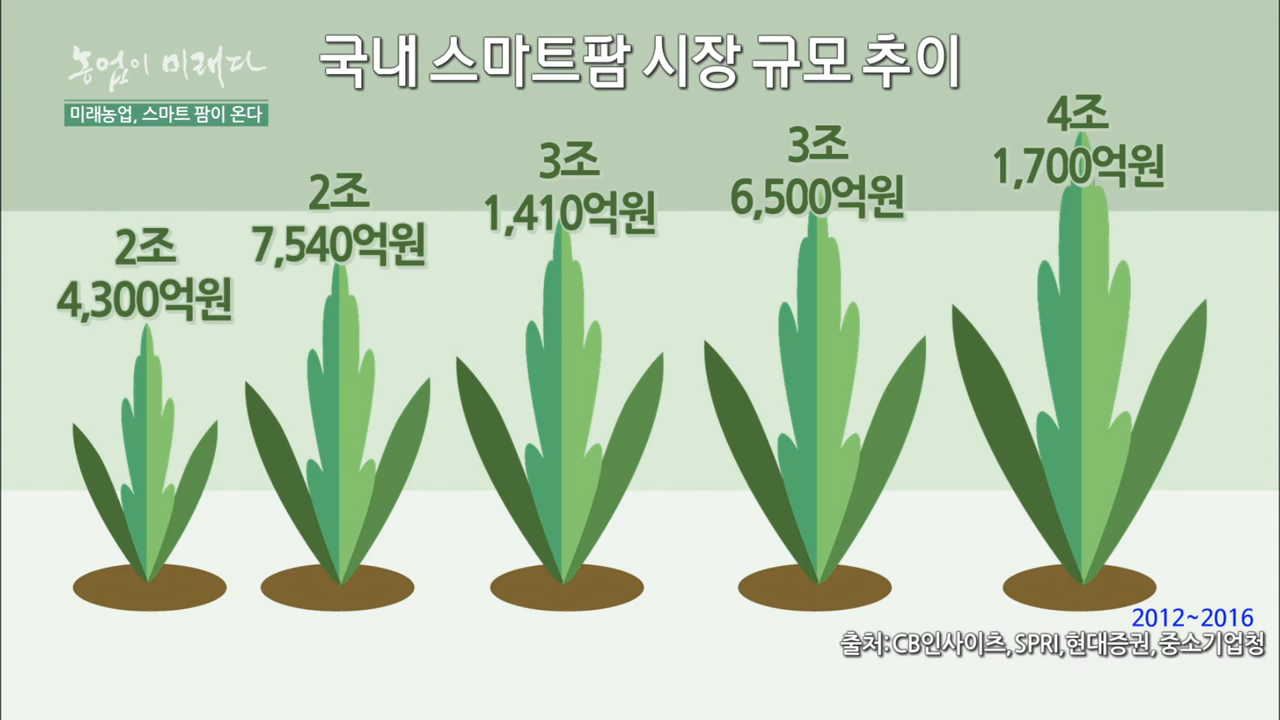 농업이 미래다
미래농업, 스마트 팜이 온다
국내 스마트팜 시장 규모 추이
2조
4,300억원
2조
7,540억원
3조
1,410억원
3조
6,500억원
4조
1,700억원
2012~2016
출처:CB인사이츠, SPRI, 현대증권, 중소기업청